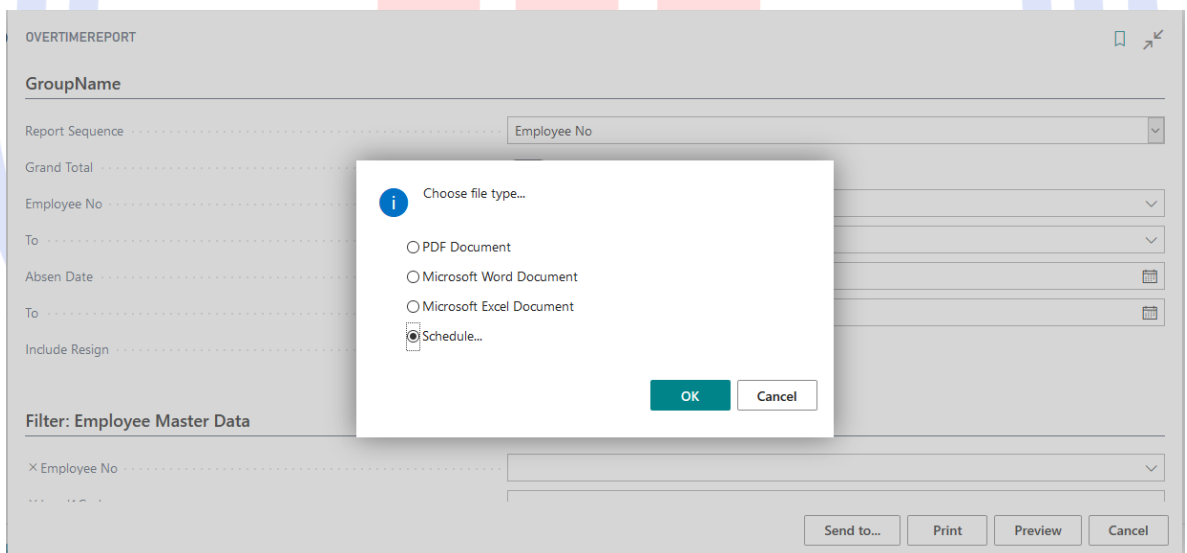 OVERTIMEREPORT
GroupName
Report Sequence
Employee No
Grand Total
Employee No
To
Absen Date
To
Include Resign
Choose file type...
i
PDF Document
Microsoft Word Document
Microsoft Excel Document
Schedule...
OK Cancel
Filter: Employee Master Data
× Employee No
Send to... Print Preview Cancel